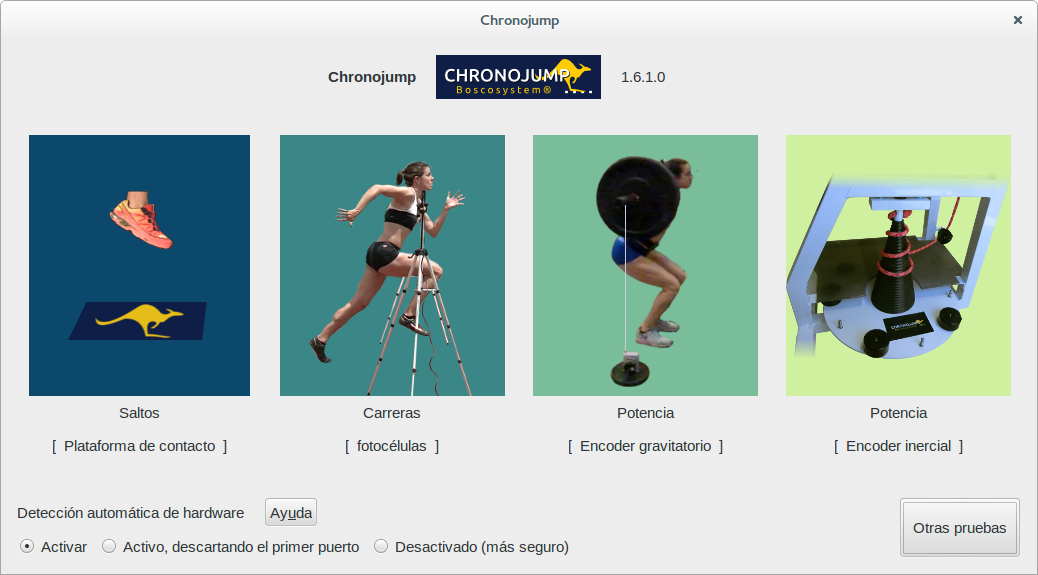 Chronojump
Chronojump CHRONOJUMP 1.6.1.0
Boscosystem®
CHRONOJUMP
Saltos Carreras Potencia Potencia
[ Plataforma de contacto ] [ fotocélulas ] [ Encoder gravitatorio ] [ Encoder inercial ]
Detección automática de hardware Ayuda
Otras pruebas
Activar Activo, descartando el primer puerto Desactivado (más seguro)